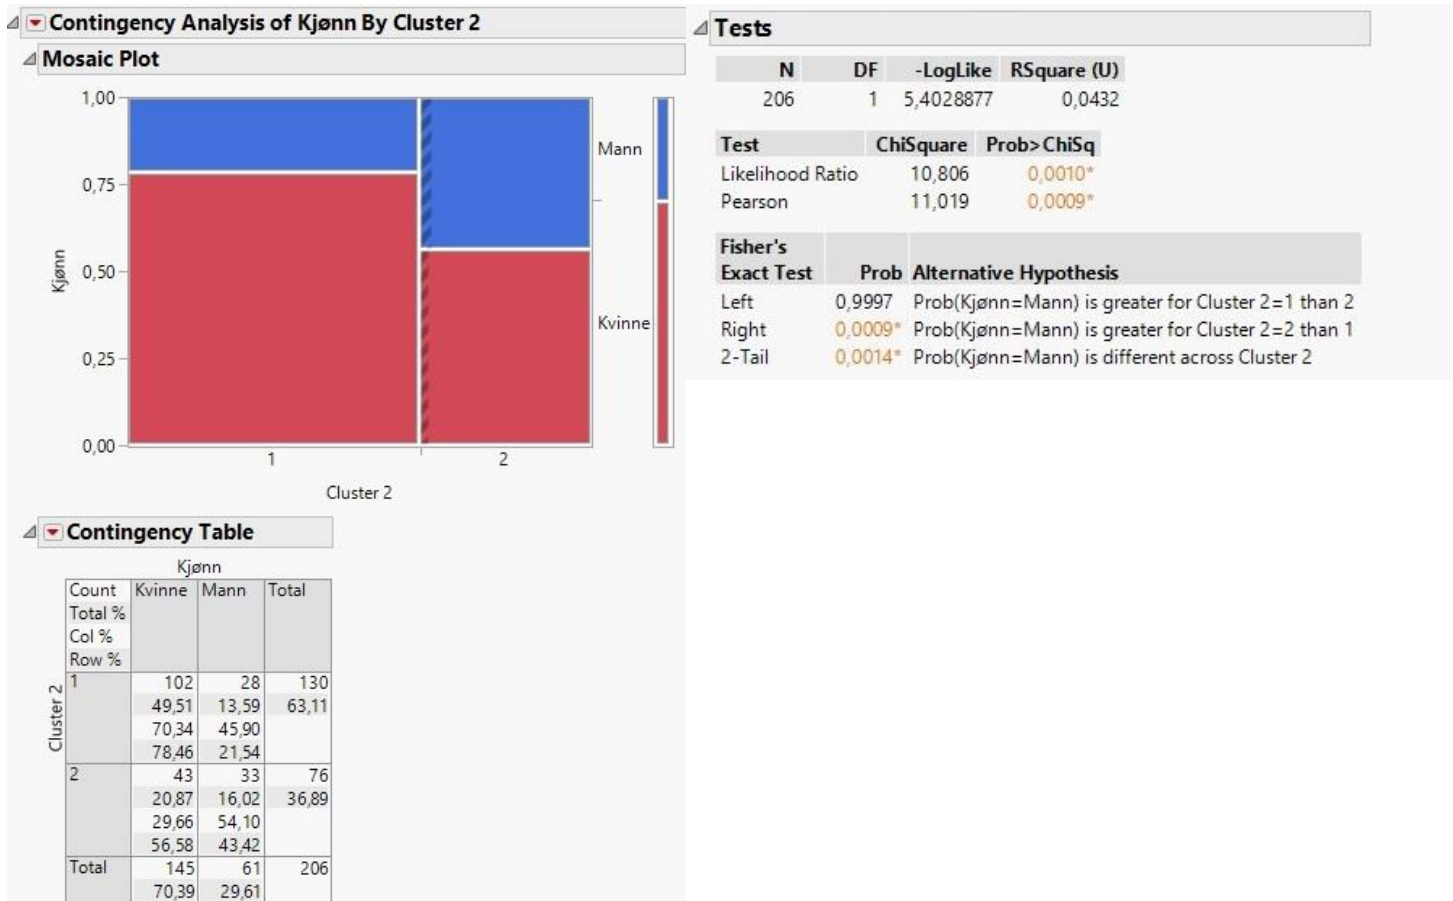 Contingency Analysis of Kjønn By Cluster 2
Mosaic Plot
1,00
0,75
0,50
0,25
0,00
Kjønn
Mann
Kvinne
1 2
Cluster 2
Contingency Table
Kjønn
Count Kvinne Mann Total
Total %
Col %
Row %
Cluster 2
1 102 28 130
49,51 13,59 63,11
70,34 45,90
78,46 21,54
2 43 33 76
20,87 16,02 36,89
29,66 54,10
56,58 43,42
Total 145 61 206
70,39 29,61
Tests
N DF -LogLike RSquare (U)
206 1 5,4028877 0,0432
Test ChiSquare Prob>ChiSq
Likelihood Ratio 10,806 0,0010*
Pearson 11,019 0,0009*
Fisher's
Exact Test Prob Alternative Hypothesis
Left 0,9997 Prob(Kjønn=Mann) is greater for Cluster 2=1 than 2
Right 0,0009* Prob(Kjønn=Mann) is greater for Cluster 2=2 than 1
2-Tail 0,0014* Prob(Kjønn=Mann) is different across Cluster 2